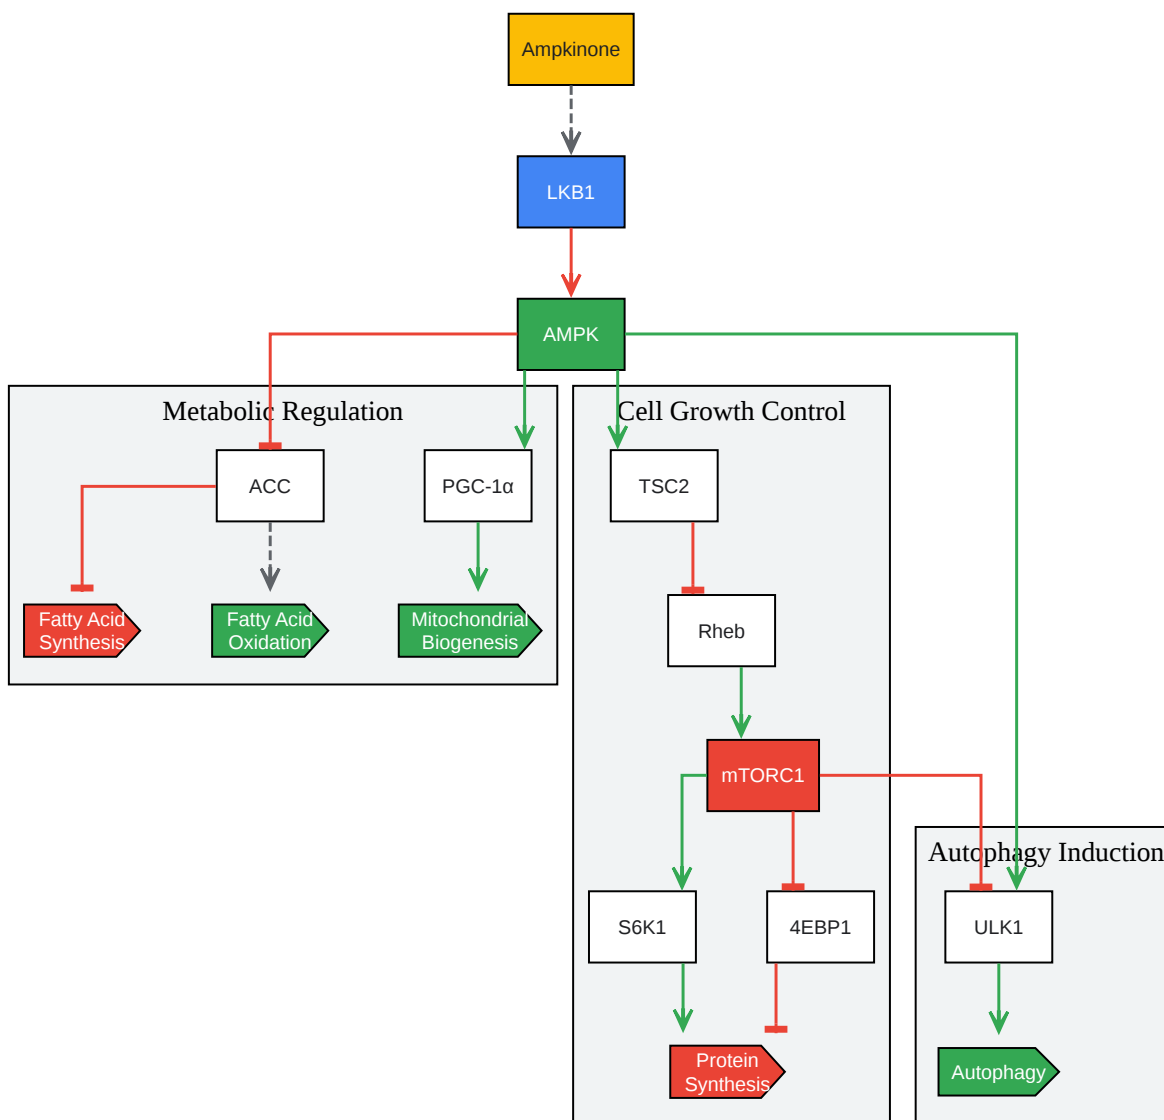 Ampkinone
LKB1
AMPK
Metabolic Regulation
Cell Growth Control
ACC
PGC-1α
TSC2
Fatty Acid
Synthesis
Fatty Acid
Oxidation
Mitochondrial
Biogenesis
Rheb
mTORC1
Autophagy Induction
S6K1
4EBP1
ULK1
Protein
Synthesis
Autophagy